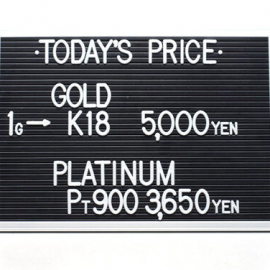 ·TODAY'S PRICE·
GOLD
1G→ K18 5,000YEN
PLATINUM
PT900 3,650YEN